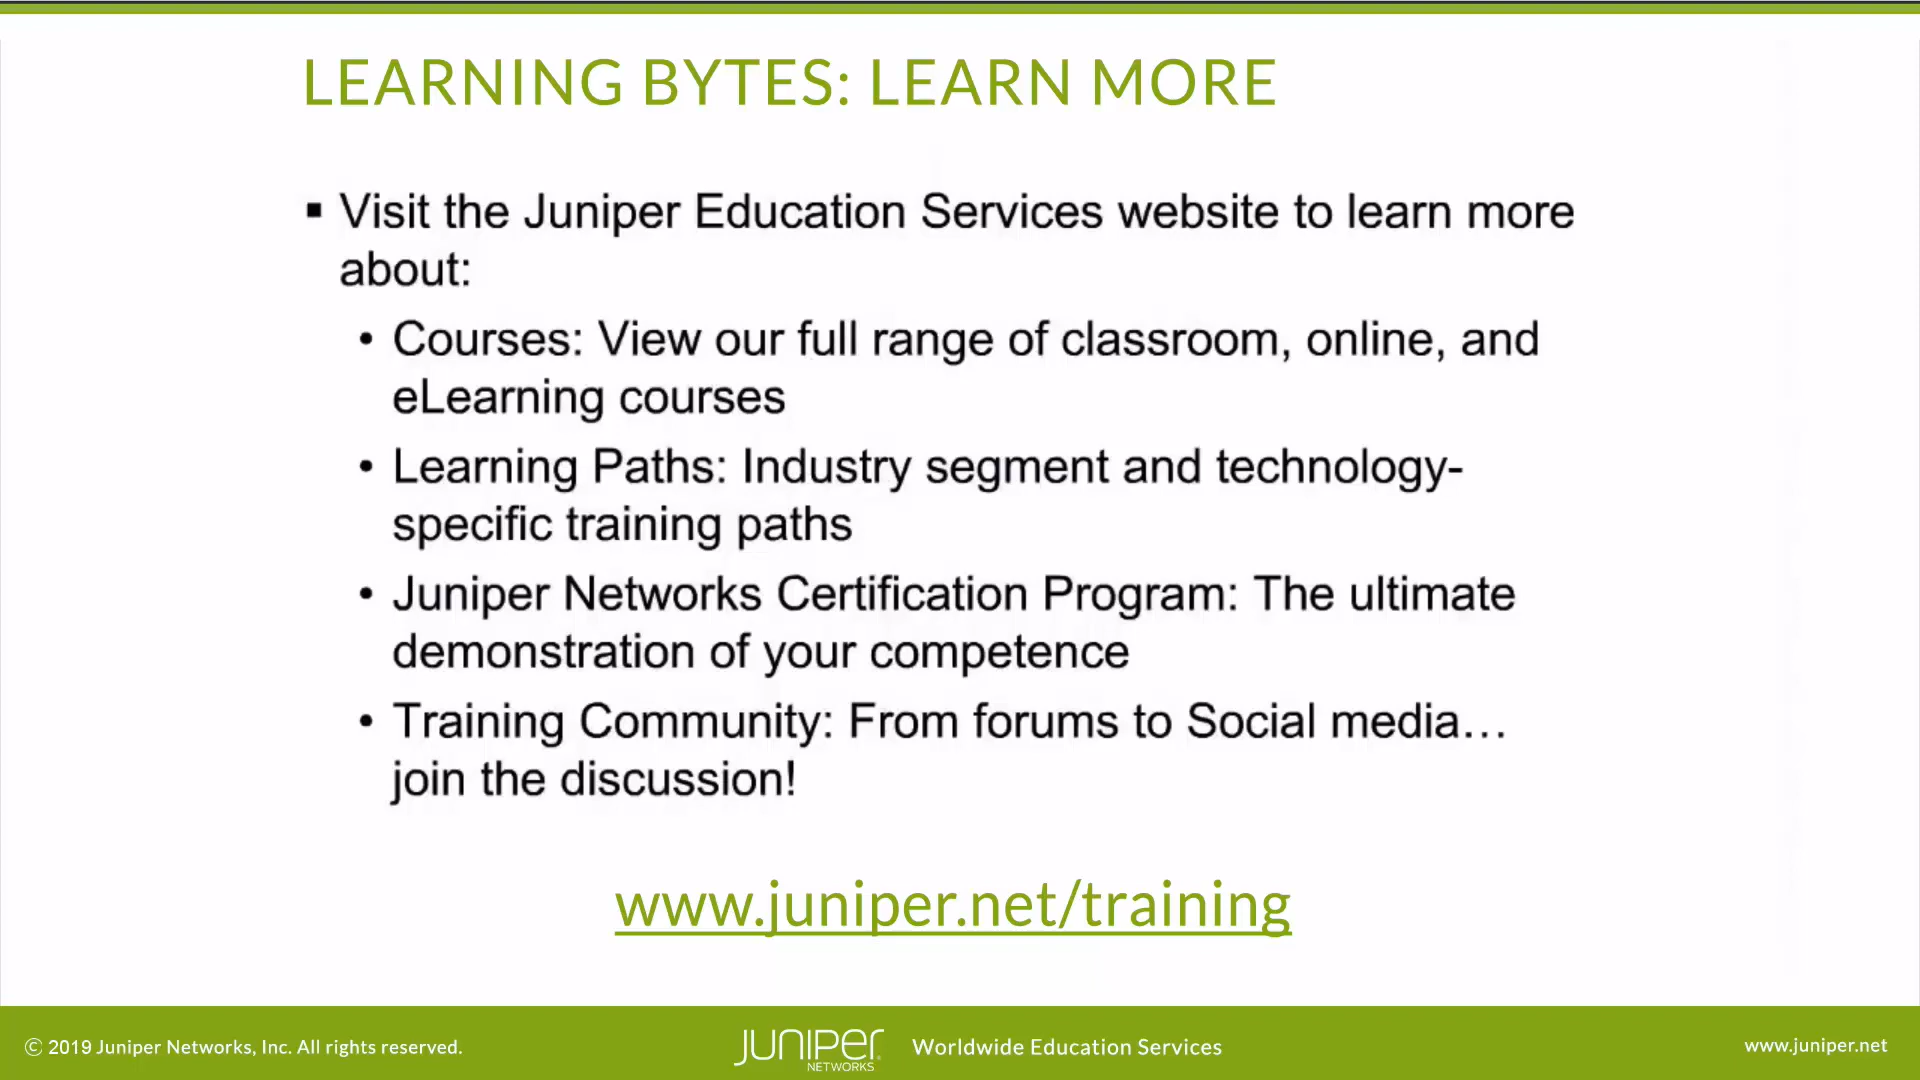 LEARNING BYTES: LEARN MORE
▪ Visit the Juniper Education Services website to learn more
about:
• Courses: View our full range of classroom, online, and
eLearning courses
• Learning Paths: Industry segment and technology-
specific training paths
• Juniper Networks Certification Program: The ultimate
demonstration of your competence
• Training Community: From forums to Social media…
join the discussion!
www.juniper.net/training
© 2019 Juniper Networks, Inc. All rights reserved.
JUNIPER
NETWORKS
Worldwide Education Services
www.juniper.net